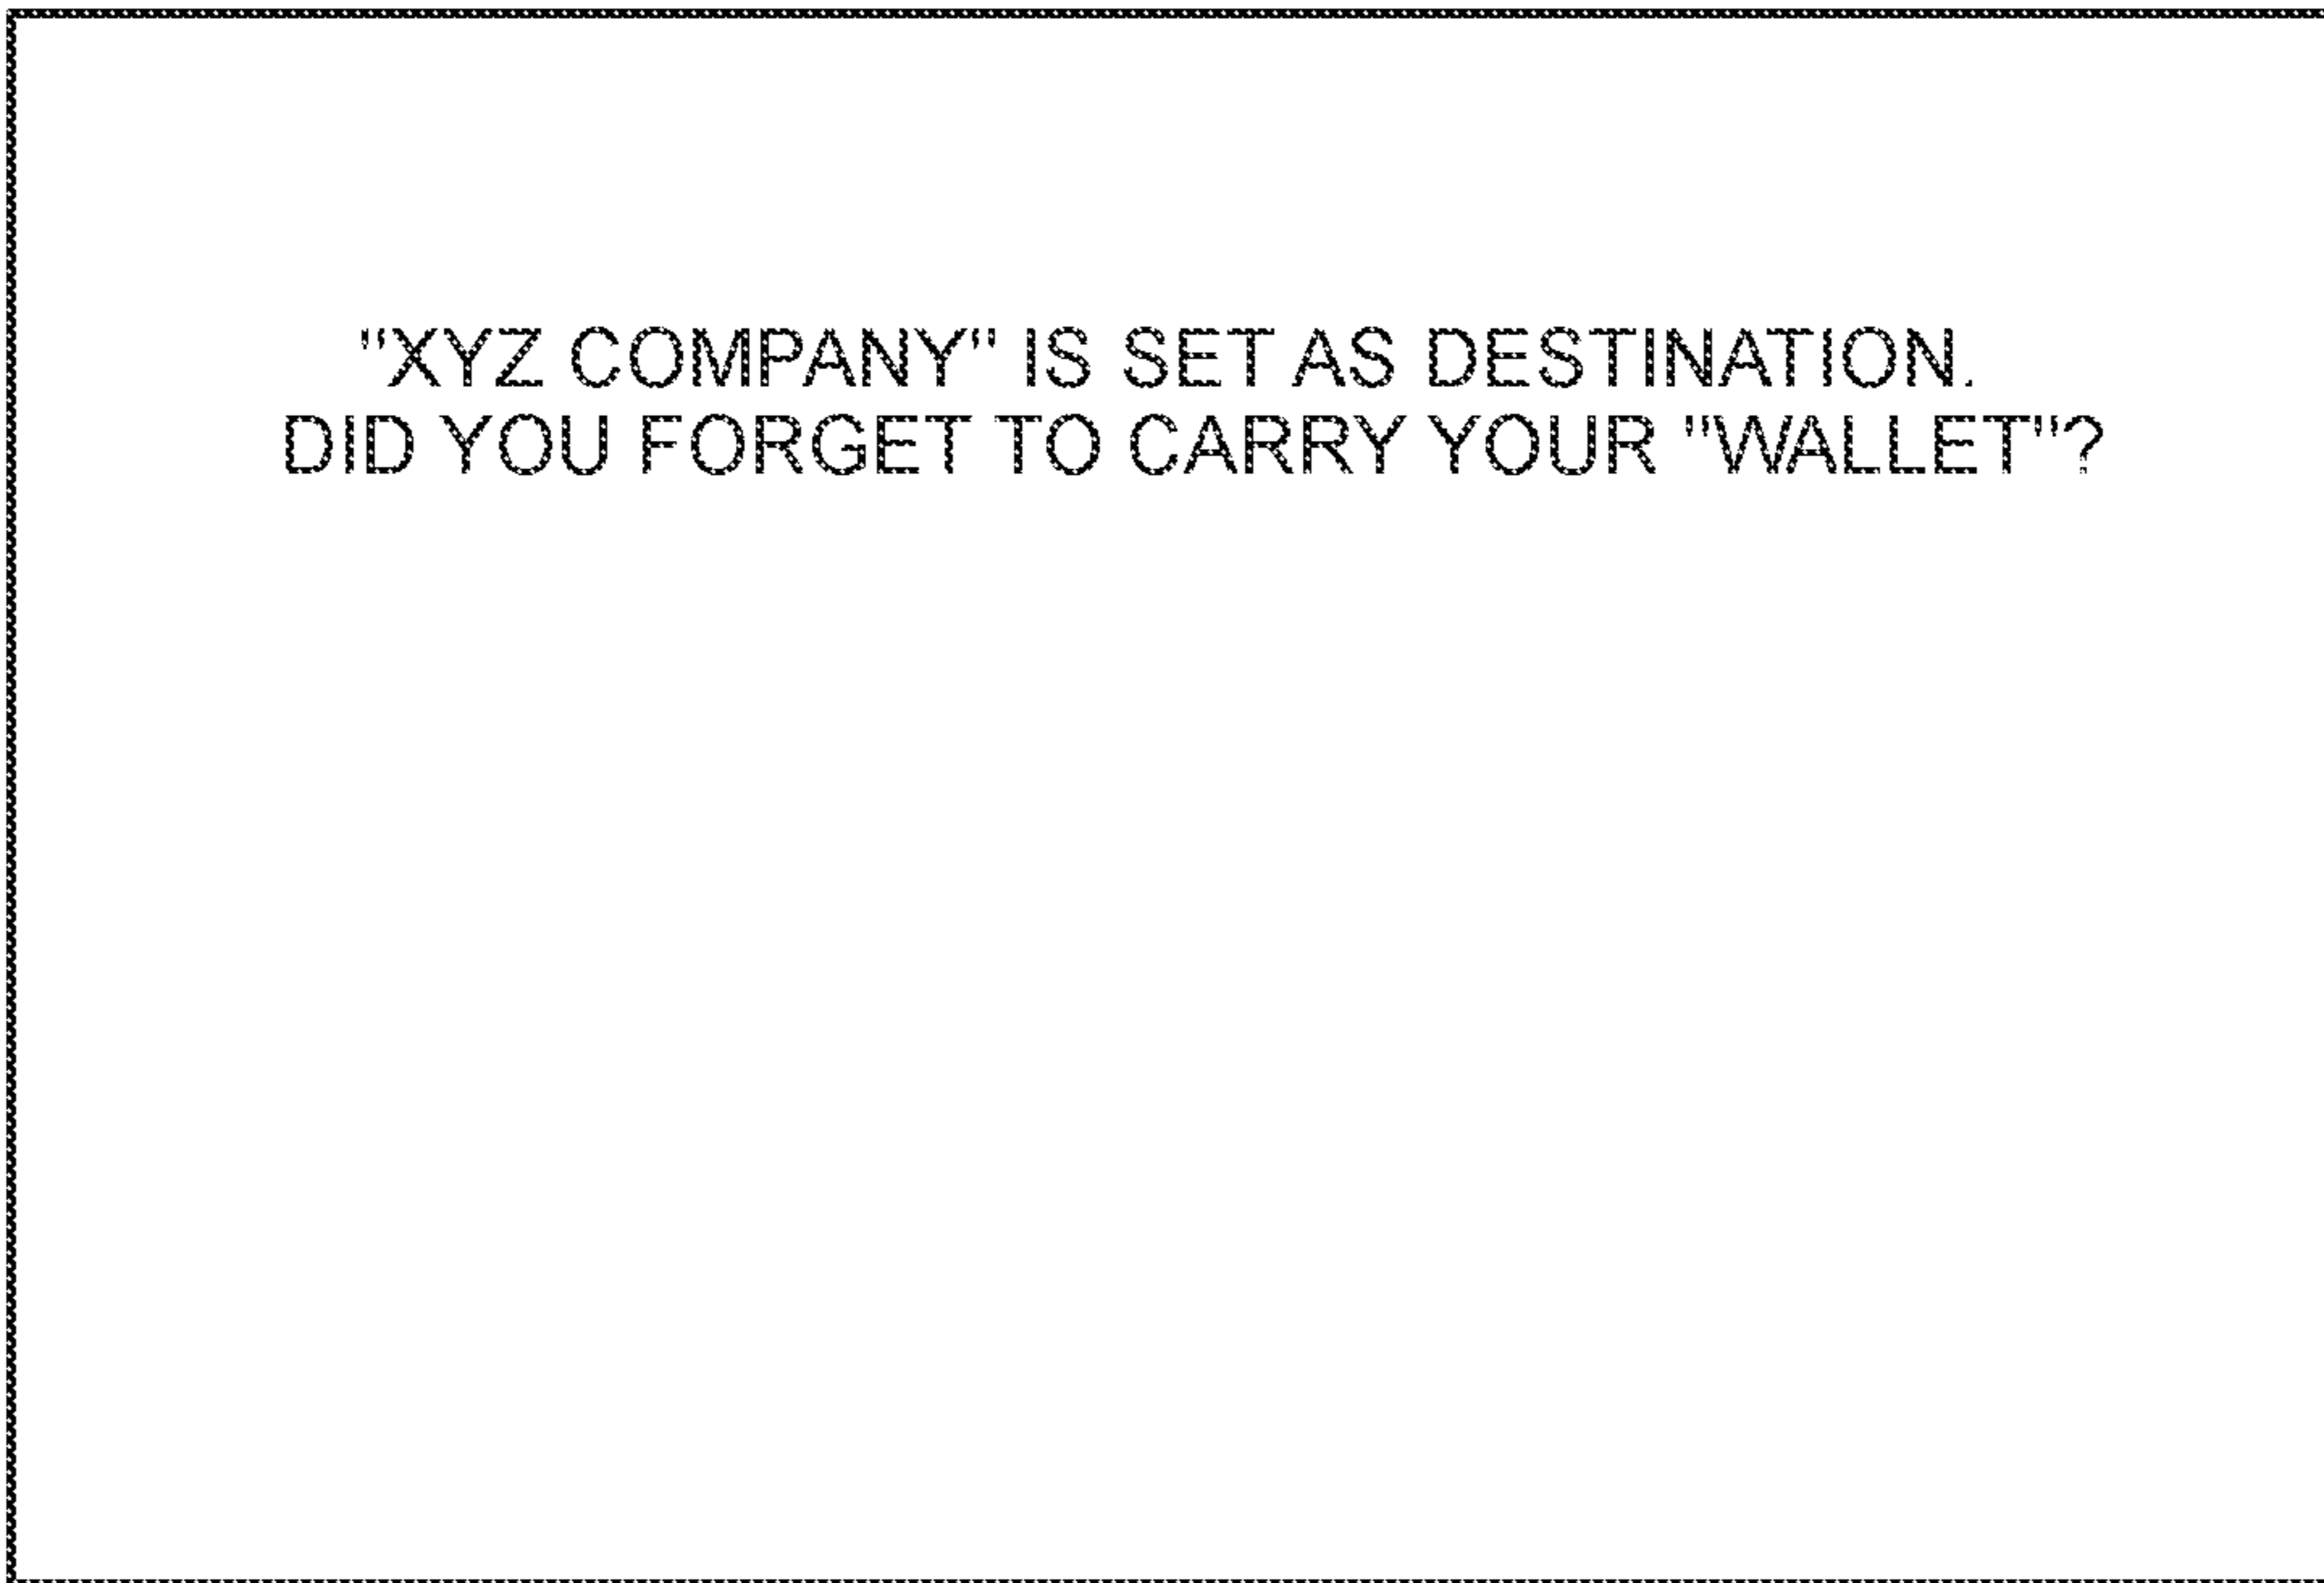 "XYZ COMPANY" IS SET AS DESTINATION.
DID YOU FORGET TO CARRY YOUR "WALLET"?